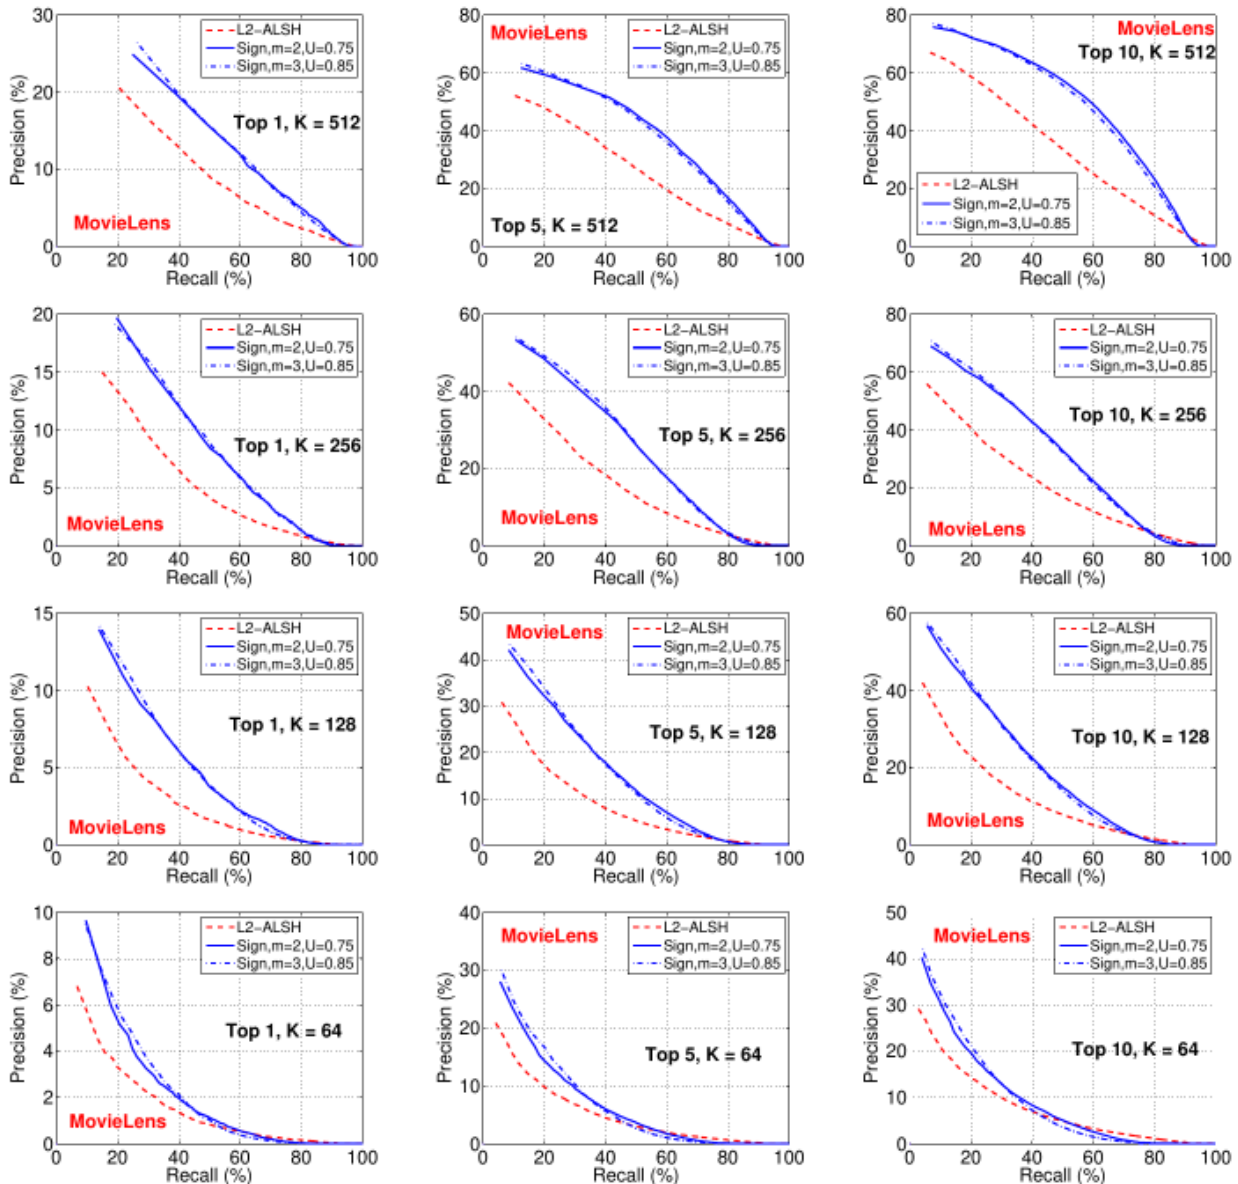 30
20
10
0
Precision (%)
L2-ALSH
Sign,m=2,U=0.75
Sign,m=3,U=0.85
Top 1, K = 512
MovieLens
0 20 40 60 80 100
Recall (%)
80
60
40
20
0
Precision (%)
MovieLens
L2-ALSH
Sign,m=2,U=0.75
Sign,m=3,U=0.85
Top 5, K = 512
0 20 40 60 80 100
Recall (%)
80
60
40
20
0
Precision (%)
MovieLens
Top 10, K = 512
L2-ALSH
Sign,m=2,U=0.75
Sign,m=3,U=0.85
0 20 40 60 80 100
Recall (%)
20
15
10
5
0
Precision (%)
L2-ALSH
Sign,m=2,U=0.75
Sign,m=3,U=0.85
Top 1, K = 256
MovieLens
0 20 40 60 80 100
Recall (%)
60
40
20
0
Precision (%)
L2-ALSH
Sign,m=2,U=0.75
Sign,m=3,U=0.85
Top 5, K = 256
MovieLens
0 20 40 60 80 100
Recall (%)
80
60
40
20
0
Precision (%)
L2-ALSH
Sign,m=2,U=0.75
Sign,m=3,U=0.85
Top 10, K = 256
MovieLens
0 20 40 60 80 100
Recall (%)
15
10
5
0
Precision (%)
L2-ALSH
Sign,m=2,U=0.75
Sign,m=3,U=0.85
Top 1, K = 128
MovieLens
0 20 40 60 80 100
Recall (%)
50
40
30
20
10
0
Precision (%)
MovieLens
L2-ALSH
Sign,m=2,U=0.75
Sign,m=3,U=0.85
Top 5, K = 128
0 20 40 60 80 100
Recall (%)
60
40
20
0
Precision (%)
L2-ALSH
Sign,m=2,U=0.75
Sign,m=3,U=0.85
Top 10, K = 128
MovieLens
0 20 40 60 80 100
Recall (%)
10
8
6
4
2
0
Precision (%)
L2-ALSH
Sign,m=2,U=0.75
Sign,m=3,U=0.85
Top 1, K = 64
MovieLens
0 20 40 60 80 100
Recall (%)
40
30
20
10
0
Precision (%)
MovieLens
L2-ALSH
Sign,m=2,U=0.75
Sign,m=3,U=0.85
Top 5, K = 64
0 20 40 60 80 100
Recall (%)
50
40
30
20
10
0
Precision (%)
MovieLens
L2-ALSH
Sign,m=2,U=0.75
Sign,m=3,U=0.85
Top 10, K = 64
0 20 40 60 80 100
Recall (%)